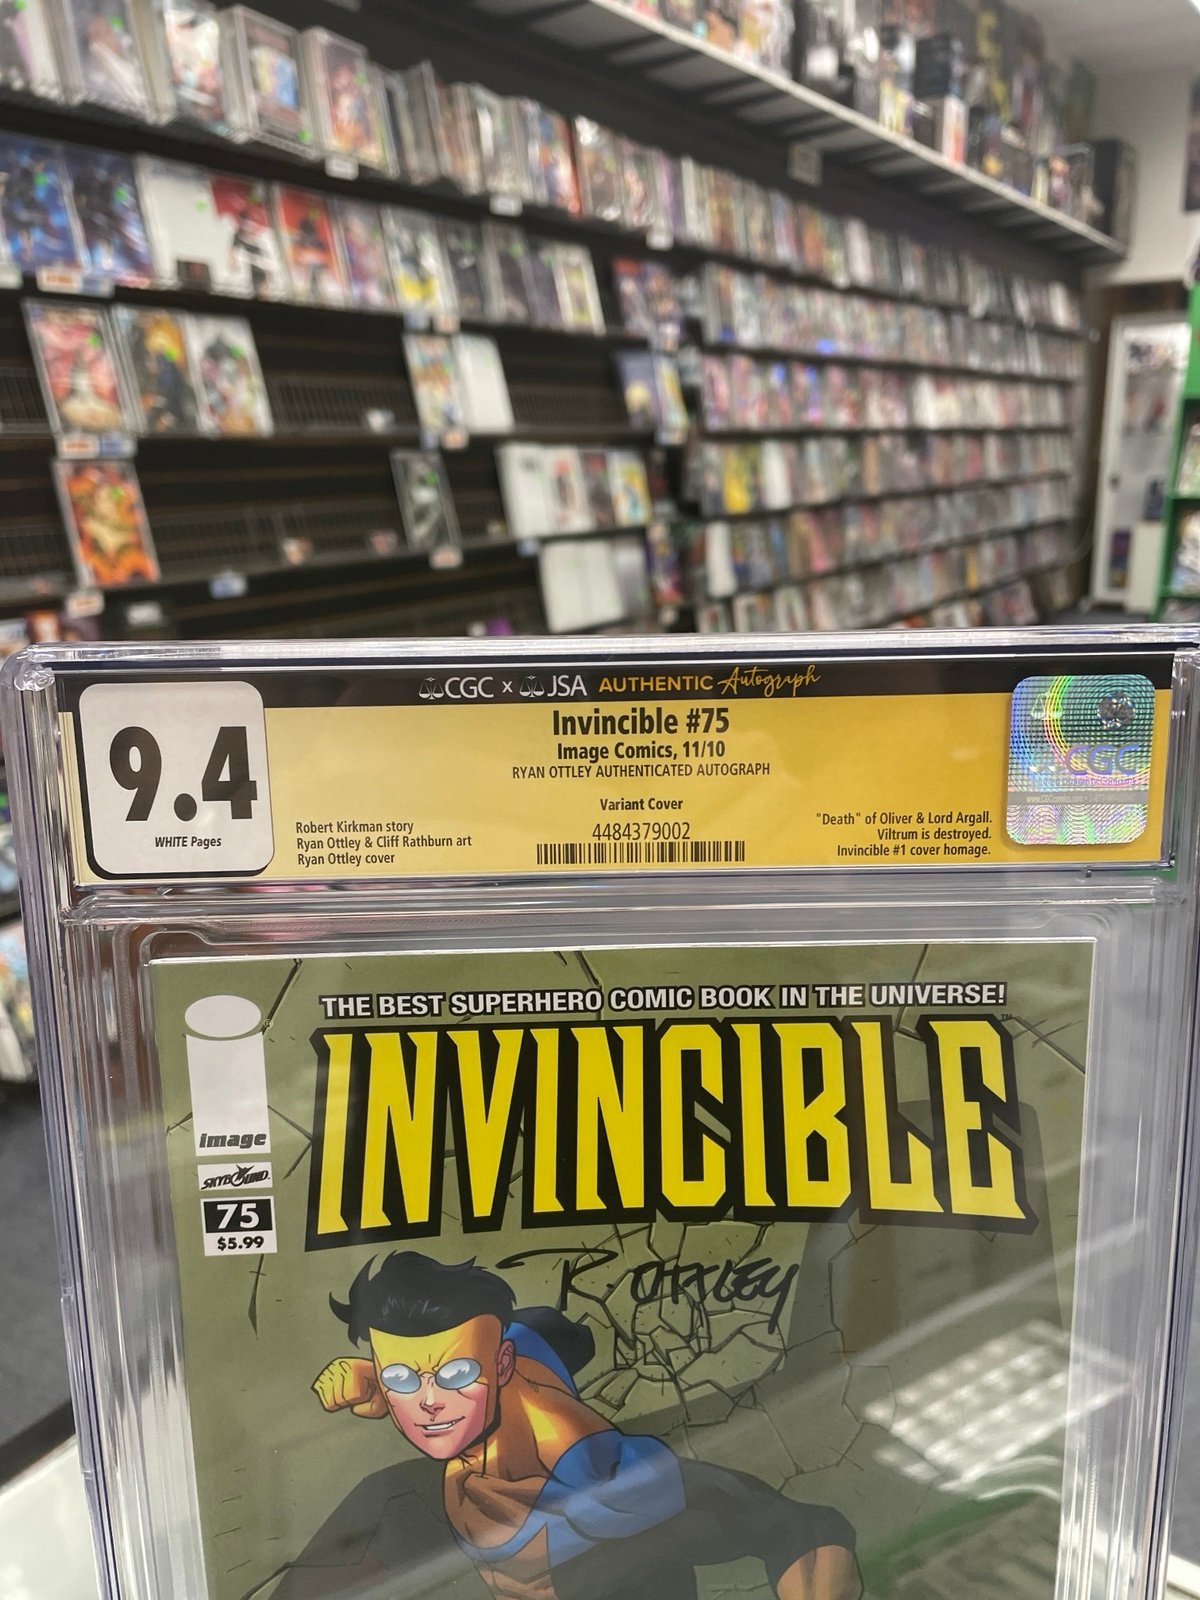 CGC x JSA AUTHENTIC Autograph
9.4
WHITE Pages
Invincible #75
Image Comics, 11/10
RYAN OTTLEY AUTHENTICATED AUTOGRAPH
Variant Cover
4484379002
Robert Kirkman story
Ryan Ottley & Cliff Rathburn art
Ryan Ottley cover
"Death" of Oliver & Lord Argall.
Viltrum is destroyed.
Invincible #1 cover homage.
CGC
THE BEST SUPERHERO COMIC BOOK IN THE UNIVERSE!
INVINCIBLE
image
SKYBOUND
75
$5.99
R. OTTLEY